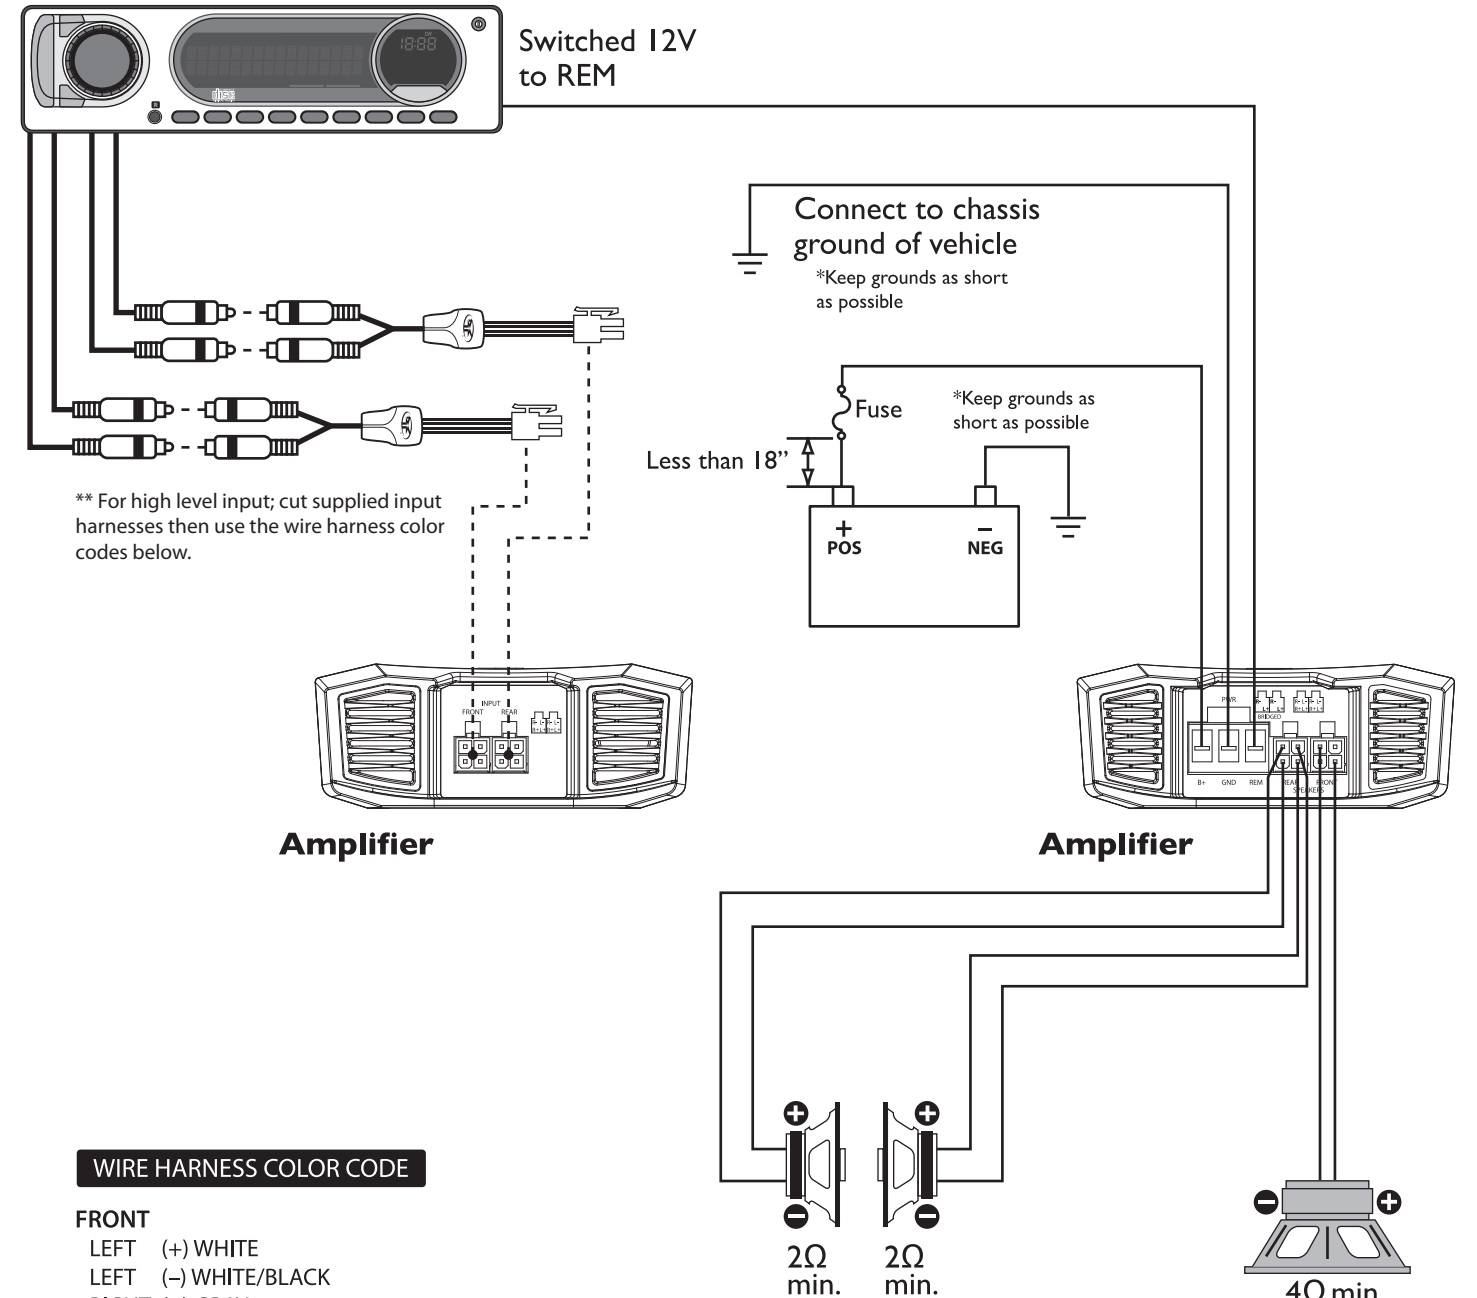 Switched 12V
to REM
disc
Connect to chassis
ground of vehicle
*Keep grounds as short
as possible
Fuse
*Keep grounds as
short as possible
Less than 18”
+
POS
–
NEG
** For high level input; cut supplied input
harnesses then use the wire harness color
codes below.
INPUT
FRONT REAR
R- L- R- L-
R+ L+ R+ L+
PWR
R- R-
L+ L+
BRIDGED
R- L- R- L-
R+ L+ R+ L+
B+ GND REM REAR FRONT
SPEAKERS
Amplifier
Amplifier
WIRE HARNESS COLOR CODE
FRONT
LEFT (+) WHITE
LEFT (–) WHITE/BLACK
2Ω
min.
2Ω
min.
4Ω min.